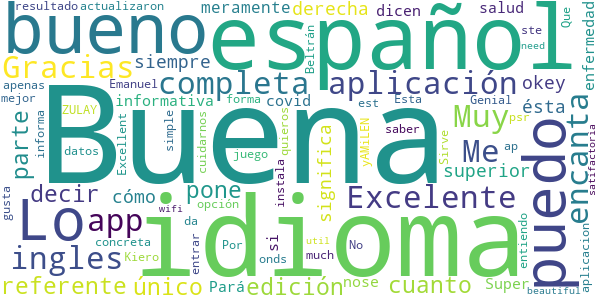 resultado
actualizaron
meramente
derecha
dicen
salud
Que
bueno
español
Beltrán
ste
need
enfermedad
Gracias
siempre
completa
aplicación
okey
apenas
Emanuel
mejor
informativa
forma
covid
est
Esta
Genial
ésta
Buena
ZULAY
parte
informa
Excellent
simple
cuidarnos
quieros
significa
yAMiLEN
Muy
psr
puedo
encanta
datos
juego
instala
saber
Sirve
ap
Me
superior
satisfactoria
gusta
Lo
decir
cómo
pone
opción
Excelente
app
idioma
wifi
si
entiendo
aplicacion
ingles
concreta
Kiero
entrar
da
Por
onds
No
much
util
referente
único
Pará
edición
nose
cuanto
Super
beautiful